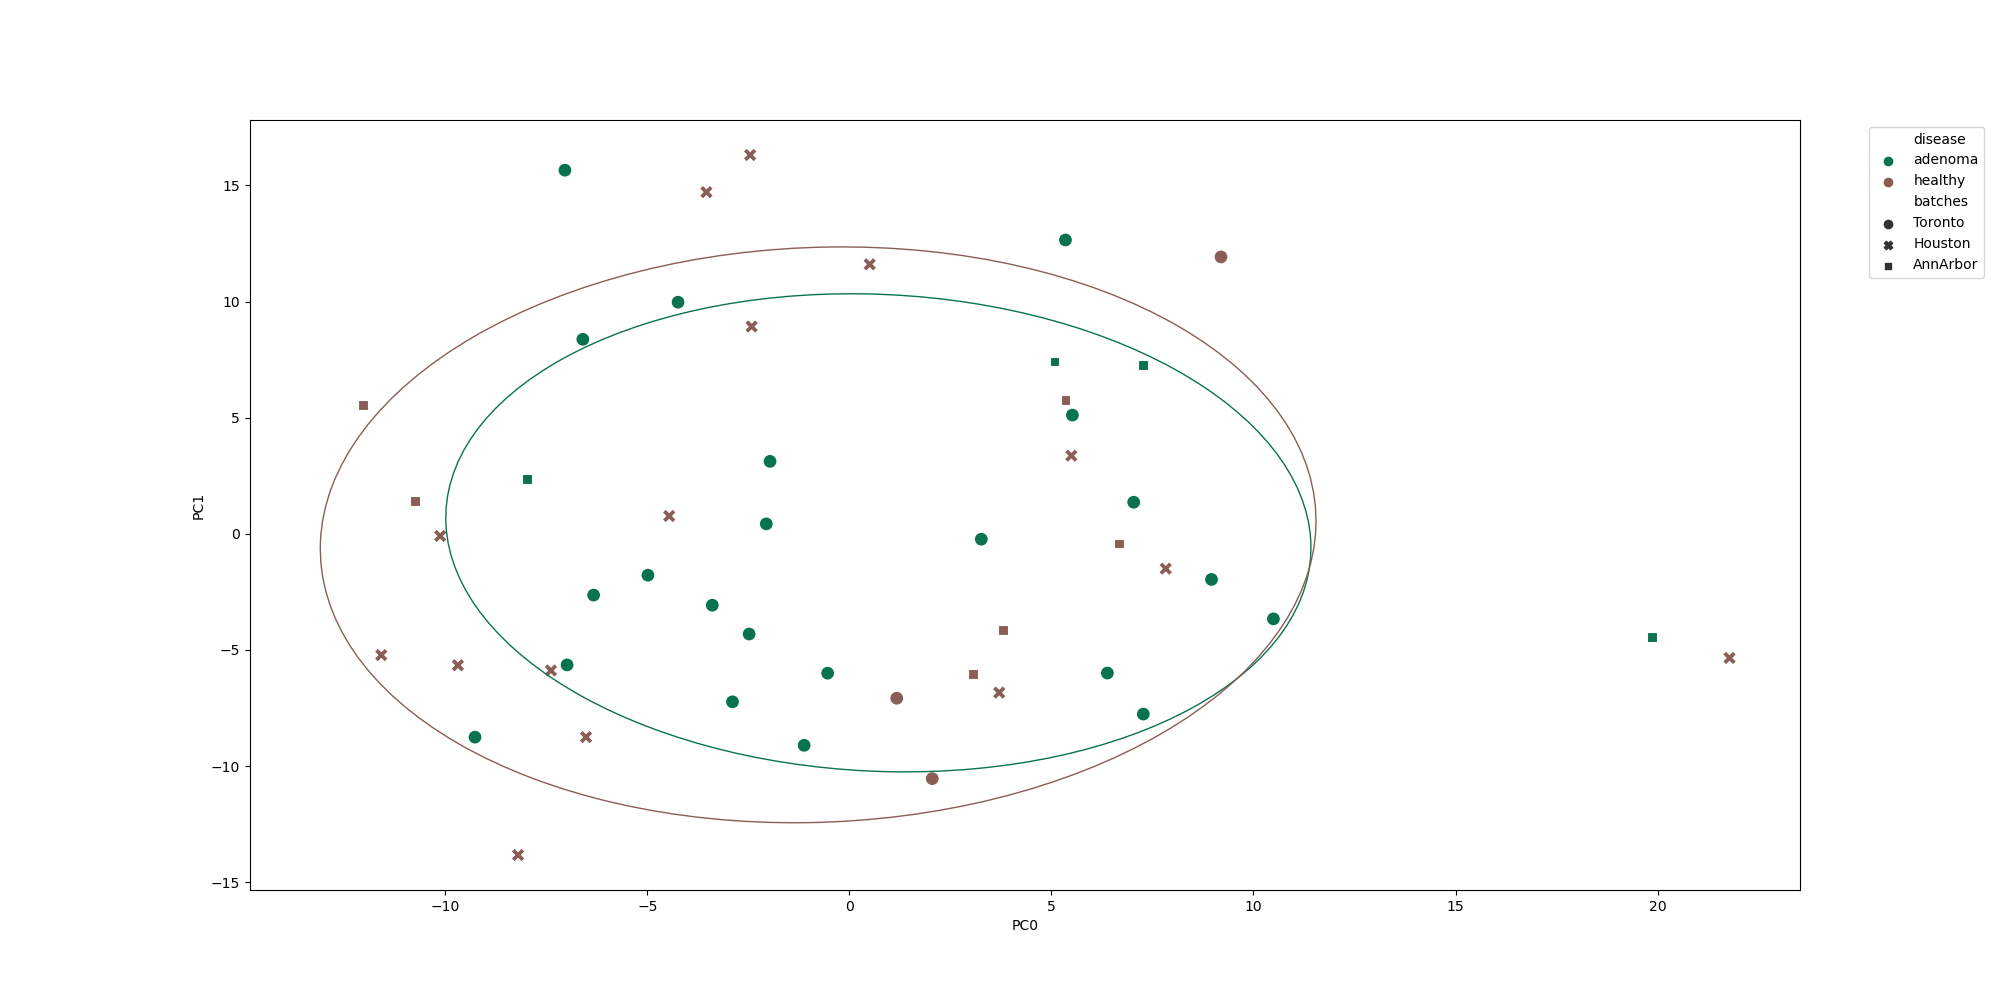 disease
adenoma
healthy
batches
Toronto
Houston
AnnArbor
15
10
5
0
−5
−10
−15
PC1
−10 −5 0 5 10 15 20
PC0